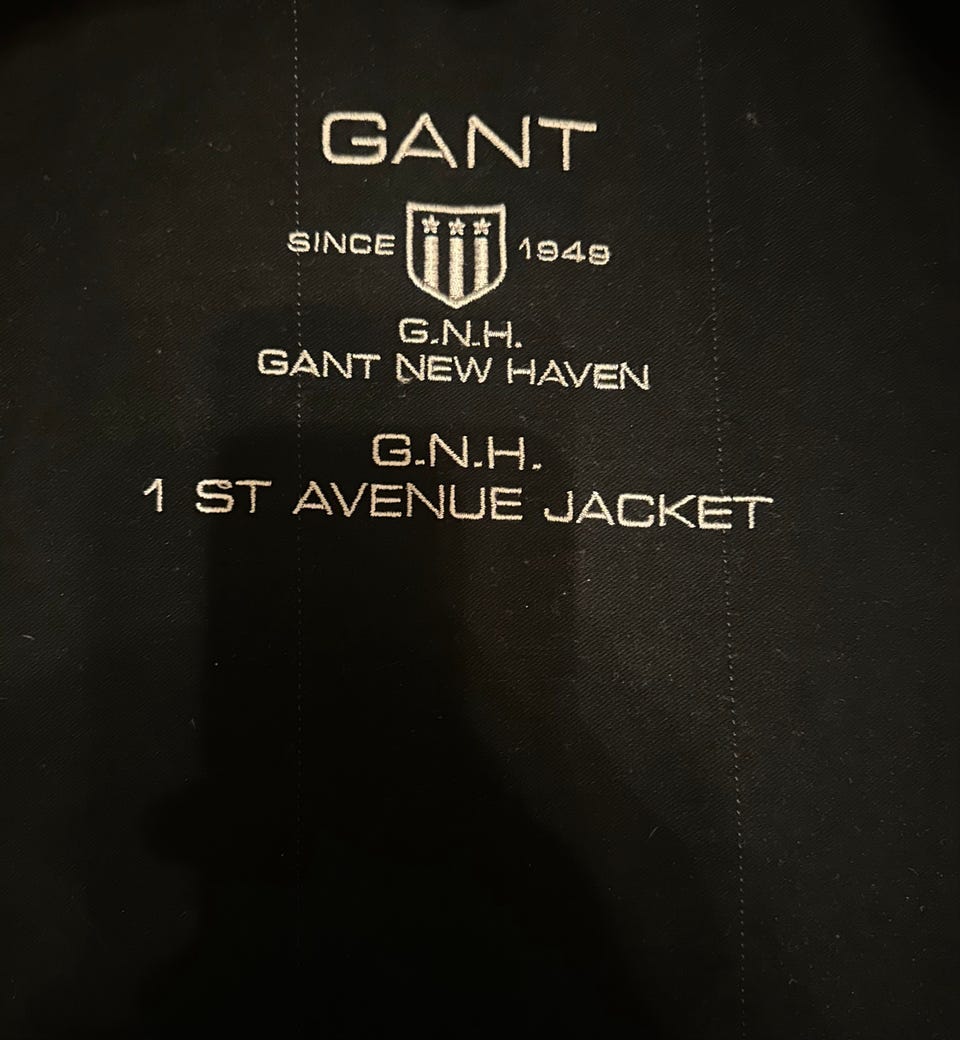 GANT
SINCE 1949
G.N.H.
GANT NEW HAVEN
G.N.H.
1 ST AVENUE JACKET